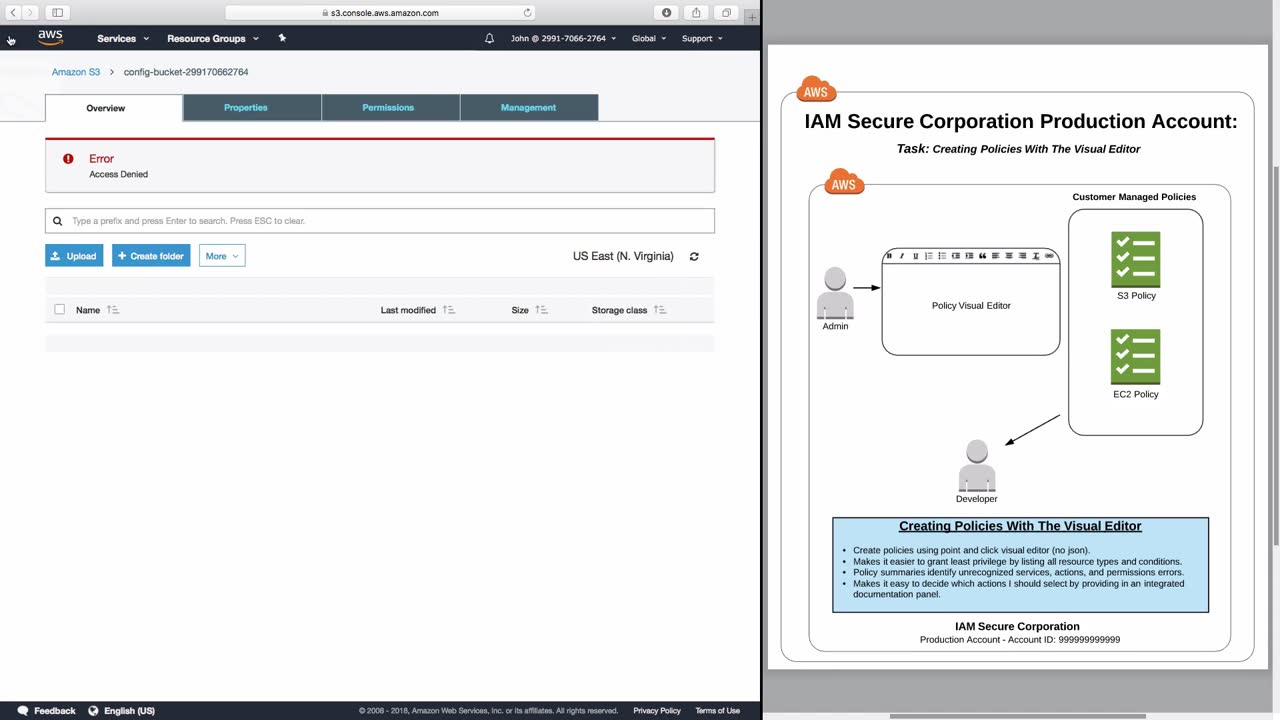 s3.console.aws.amazon.com
aws
Services
Resource Groups
John @ 2991-7066-2764
Global
Support
Amazon S3 > config-bucket-299170662764
Overview
Properties
Permissions
Management
Error
Access Denied
Type a prefix and press Enter to search. Press ESC to clear.
Upload
+ Create folder
More
US East (N. Virginia)
Name
Last modified
Size
Storage class
Feedback
English (US)
© 2008 - 2018, Amazon Web Services, Inc. or its affiliates. All rights reserved.
Privacy Policy
Terms of Use
AWS
IAM Secure Corporation Production Account:
Task: Creating Policies With The Visual Editor
AWS
Customer Managed Policies
Policy Visual Editor
Admin
S3 Policy
EC2 Policy
Developer
Creating Policies With The Visual Editor
• Create policies using point and click visual editor (no json).
• Makes it easier to grant least privilege by listing all resource types and conditions.
• Policy summaries identify unrecognized services, actions, and permissions errors.
• Makes it easy to decide which actions I should select by providing in an integrated
documentation panel.
IAM Secure Corporation
Production Account - Account ID: 999999999999